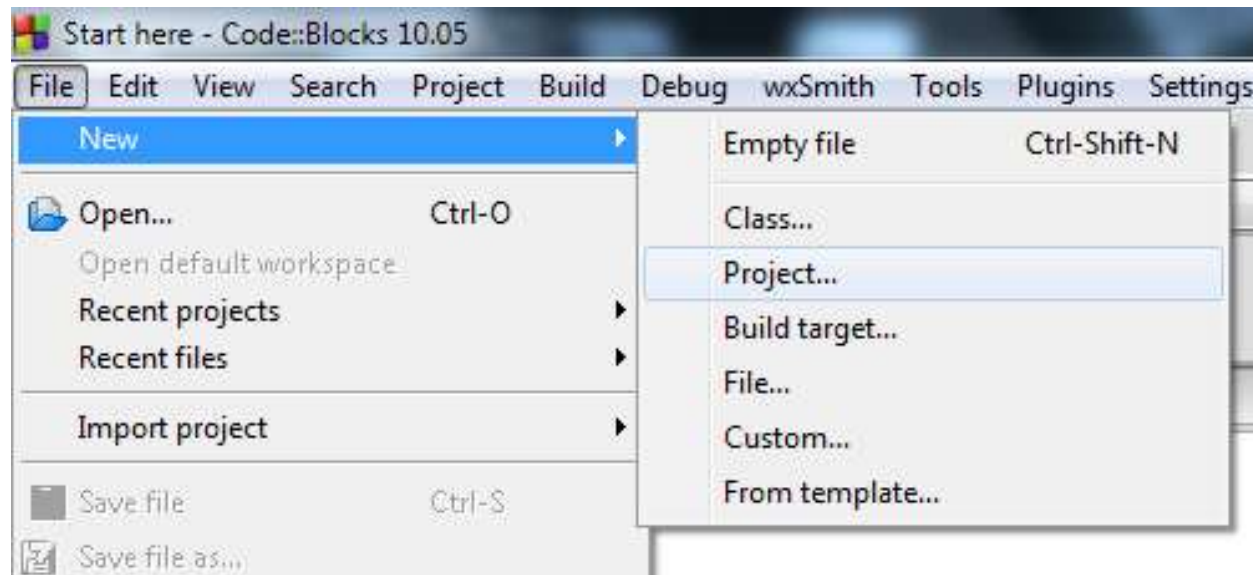 Start here - Code::Blocks 10.05
File Edit View Search Project Build Debug wxSmith Tools Plugins Settings
New
Open... Ctrl-O
Open default workspace
Recent projects
Recent files
Import project
Save file Ctrl-S
Save file as...
Empty file Ctrl-Shift-N
Class...
Project...
Build target...
File...
Custom...
From template...